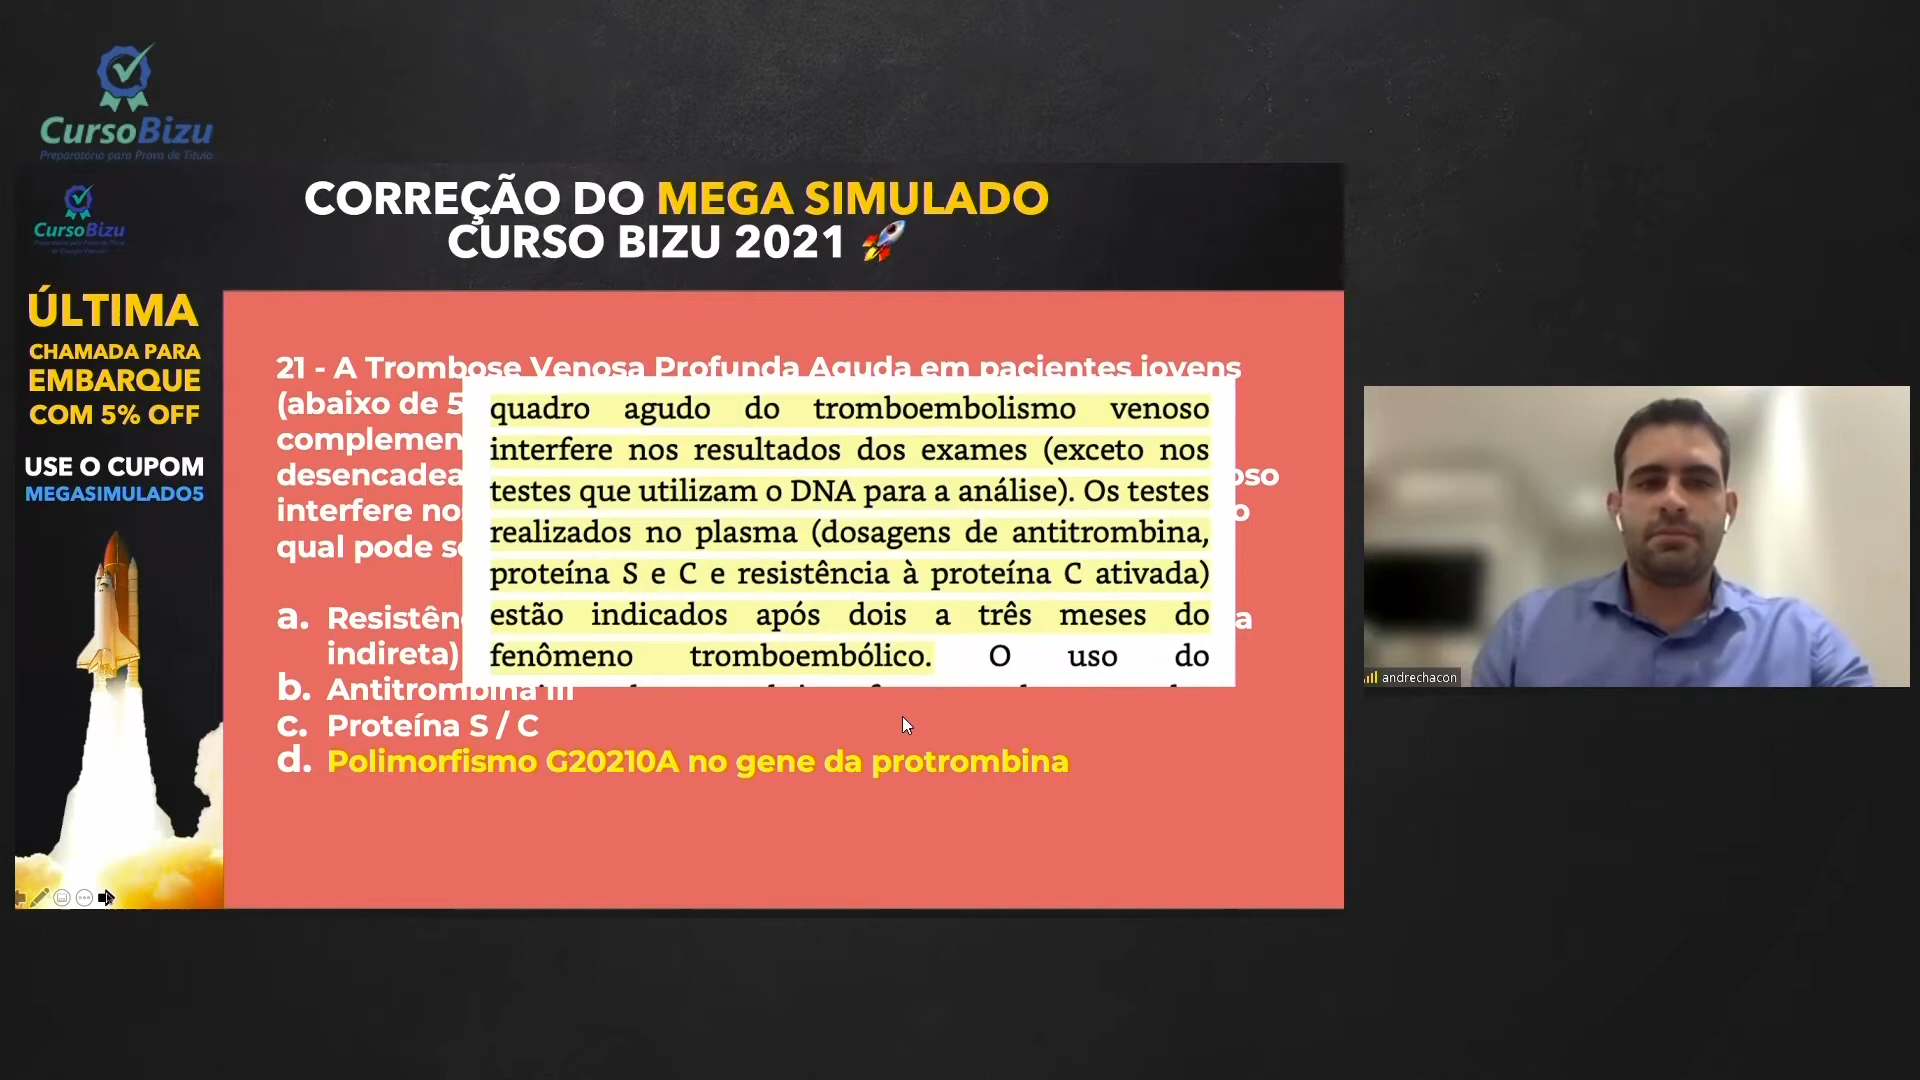 CursoBizu
Preparatório para Prova de Título
CursoBizu
CORREÇÃO DO MEGA SIMULADO
CURSO BIZU 2021
ÚLTIMA
CHAMADA PARA
EMBARQUE
COM 5% OFF
USE O CUPOM
MEGASIMULADO5
21 - A Trombose Venosa Profunda Aguda em pacientes jovens
(abaixo de 5
complemen
desencadea
interfere no
qual pode s
quadro agudo do tromboembolismo venoso
interfere nos resultados dos exames (exceto nos
testes que utilizam o DNA para a análise). Os testes
realizados no plasma (dosagens de antitrombina,
proteína S e C e resistência à proteína C ativada)
estão indicados após dois a três meses do
fenômeno tromboembólico. O uso do
oso
o
a. Resistên
a
indireta)
b. Antitrombina III
c. Proteína S / C
d. Polimorfismo G20210A no gene da protrombina
andrechacon